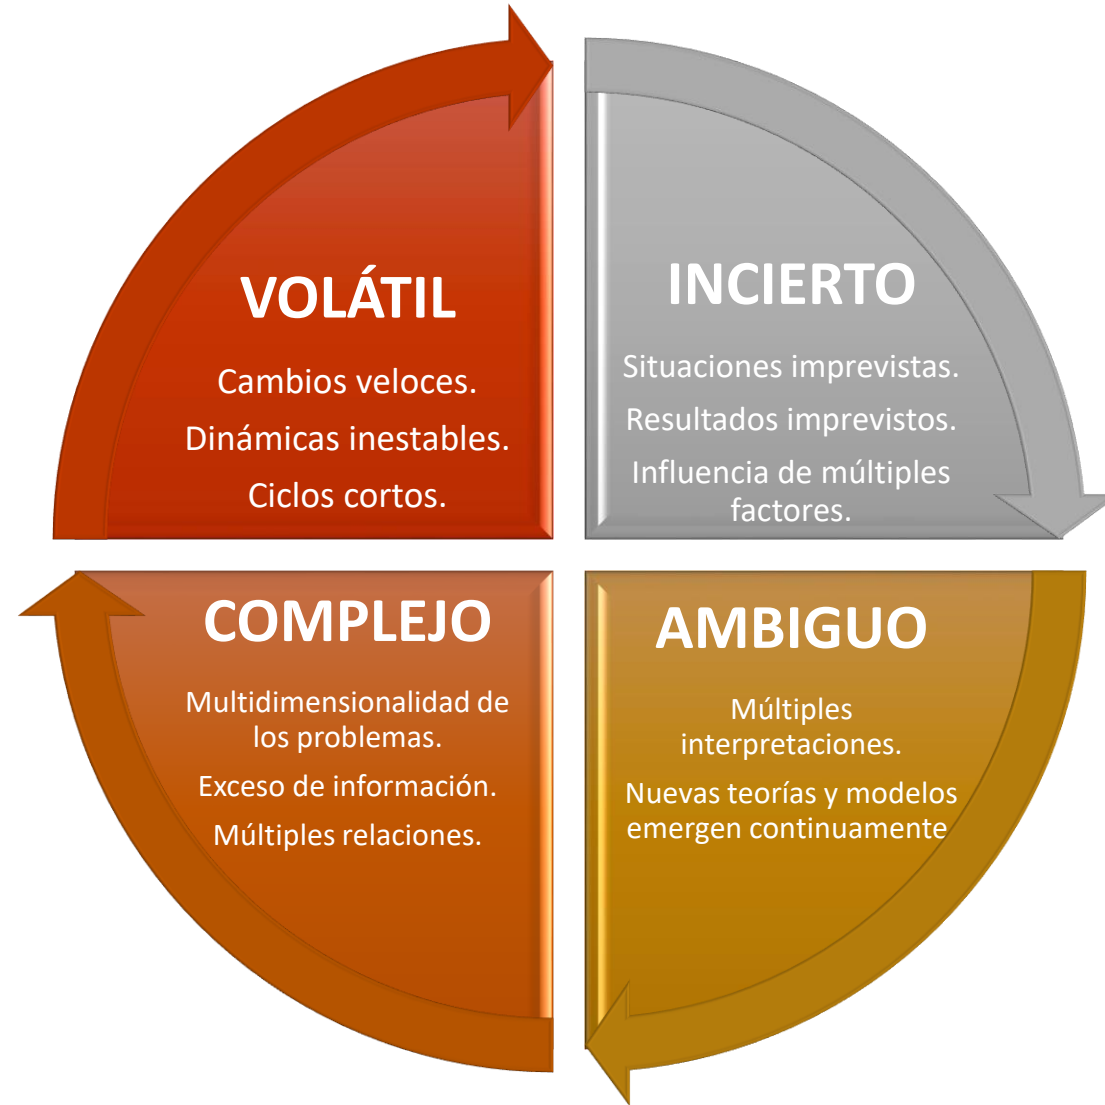 VOLÁTIL
Cambios veloces.
Dinámicas inestables.
Ciclos cortos.
INCIERTO
Situaciones imprevistas.
Resultados imprevistos.
Influencia de múltiples
factores.
COMPLEJO
Multidimensionalidad de
los problemas.
Exceso de información.
Múltiples relaciones.
AMBIGUO
Múltiples
interpretaciones.
Nuevas teorías y modelos
emergen continuamente